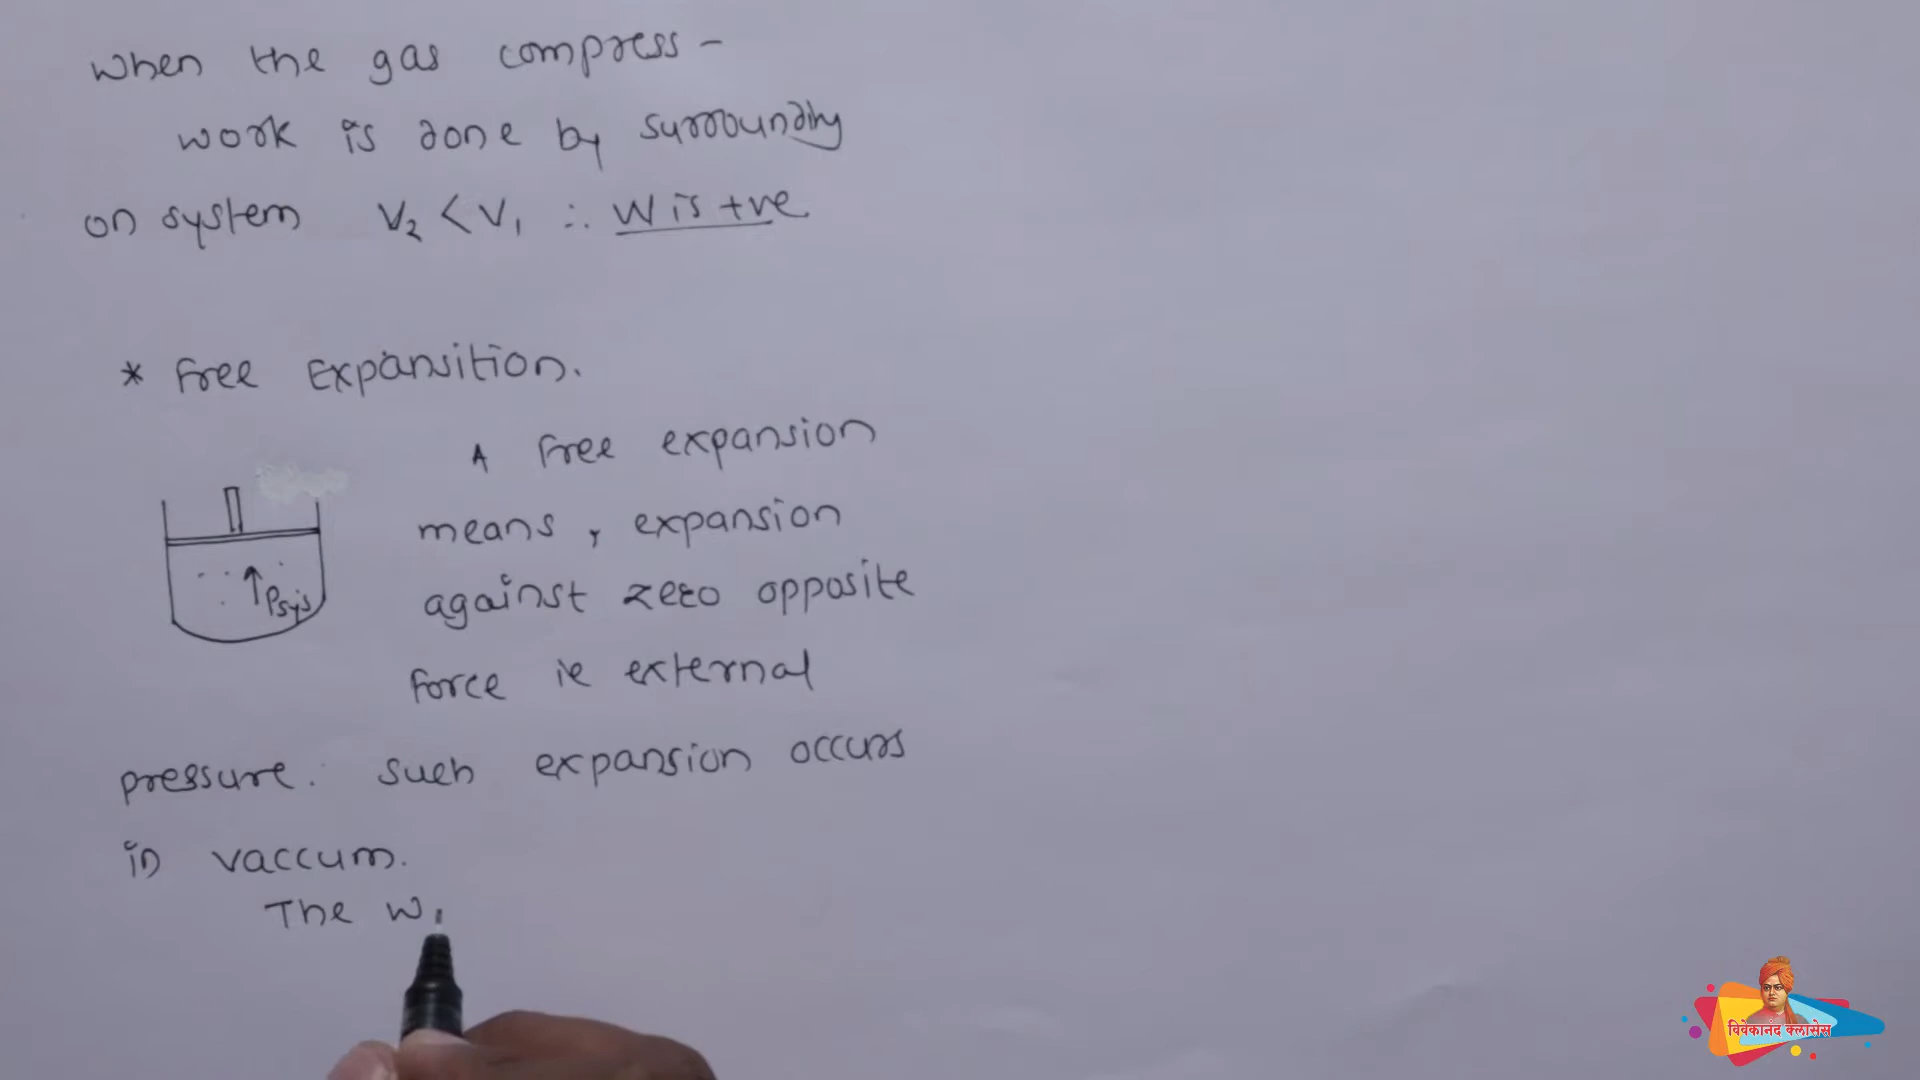 When the gas compress -
work is done by surrounding
on system V₂ < V₁ ∴ W is +ve
* Free Expansition.
A free expansion
means, expansion
against zero opposite
Psys
force ie external
pressure. Such expansion occurs
in vaccum.
The w
विवेकानंद क्लासेस